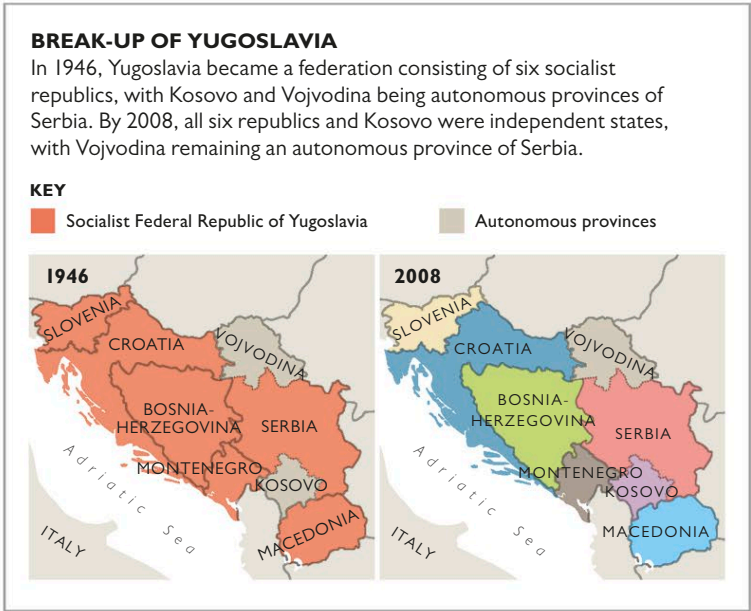 BREAK-UP OF YUGOSLAVIA
In 1946, Yugoslavia became a federation consisting of six socialist
republics, with Kosovo and Vojvodina being autonomous provinces of
Serbia. By 2008, all six republics and Kosovo were independent states,
with Vojvodina remaining an autonomous province of Serbia.
KEY
Socialist Federal Republic of Yugoslavia
Autonomous provinces
1946
SLOVENIA
CROATIA
VOJVODINA
BOSNIA-
HERZEGOVINA
SERBIA
MONTENEGRO
KOSOVO
MACEDONIA
Adriatic Sea
ITALY
2008
SLOVENIA
CROATIA
VOJVODINA
BOSNIA-
HERZEGOVINA
SERBIA
MONTENEGRO
KOSOVO
MACEDONIA
Adriatic Sea
ITALY